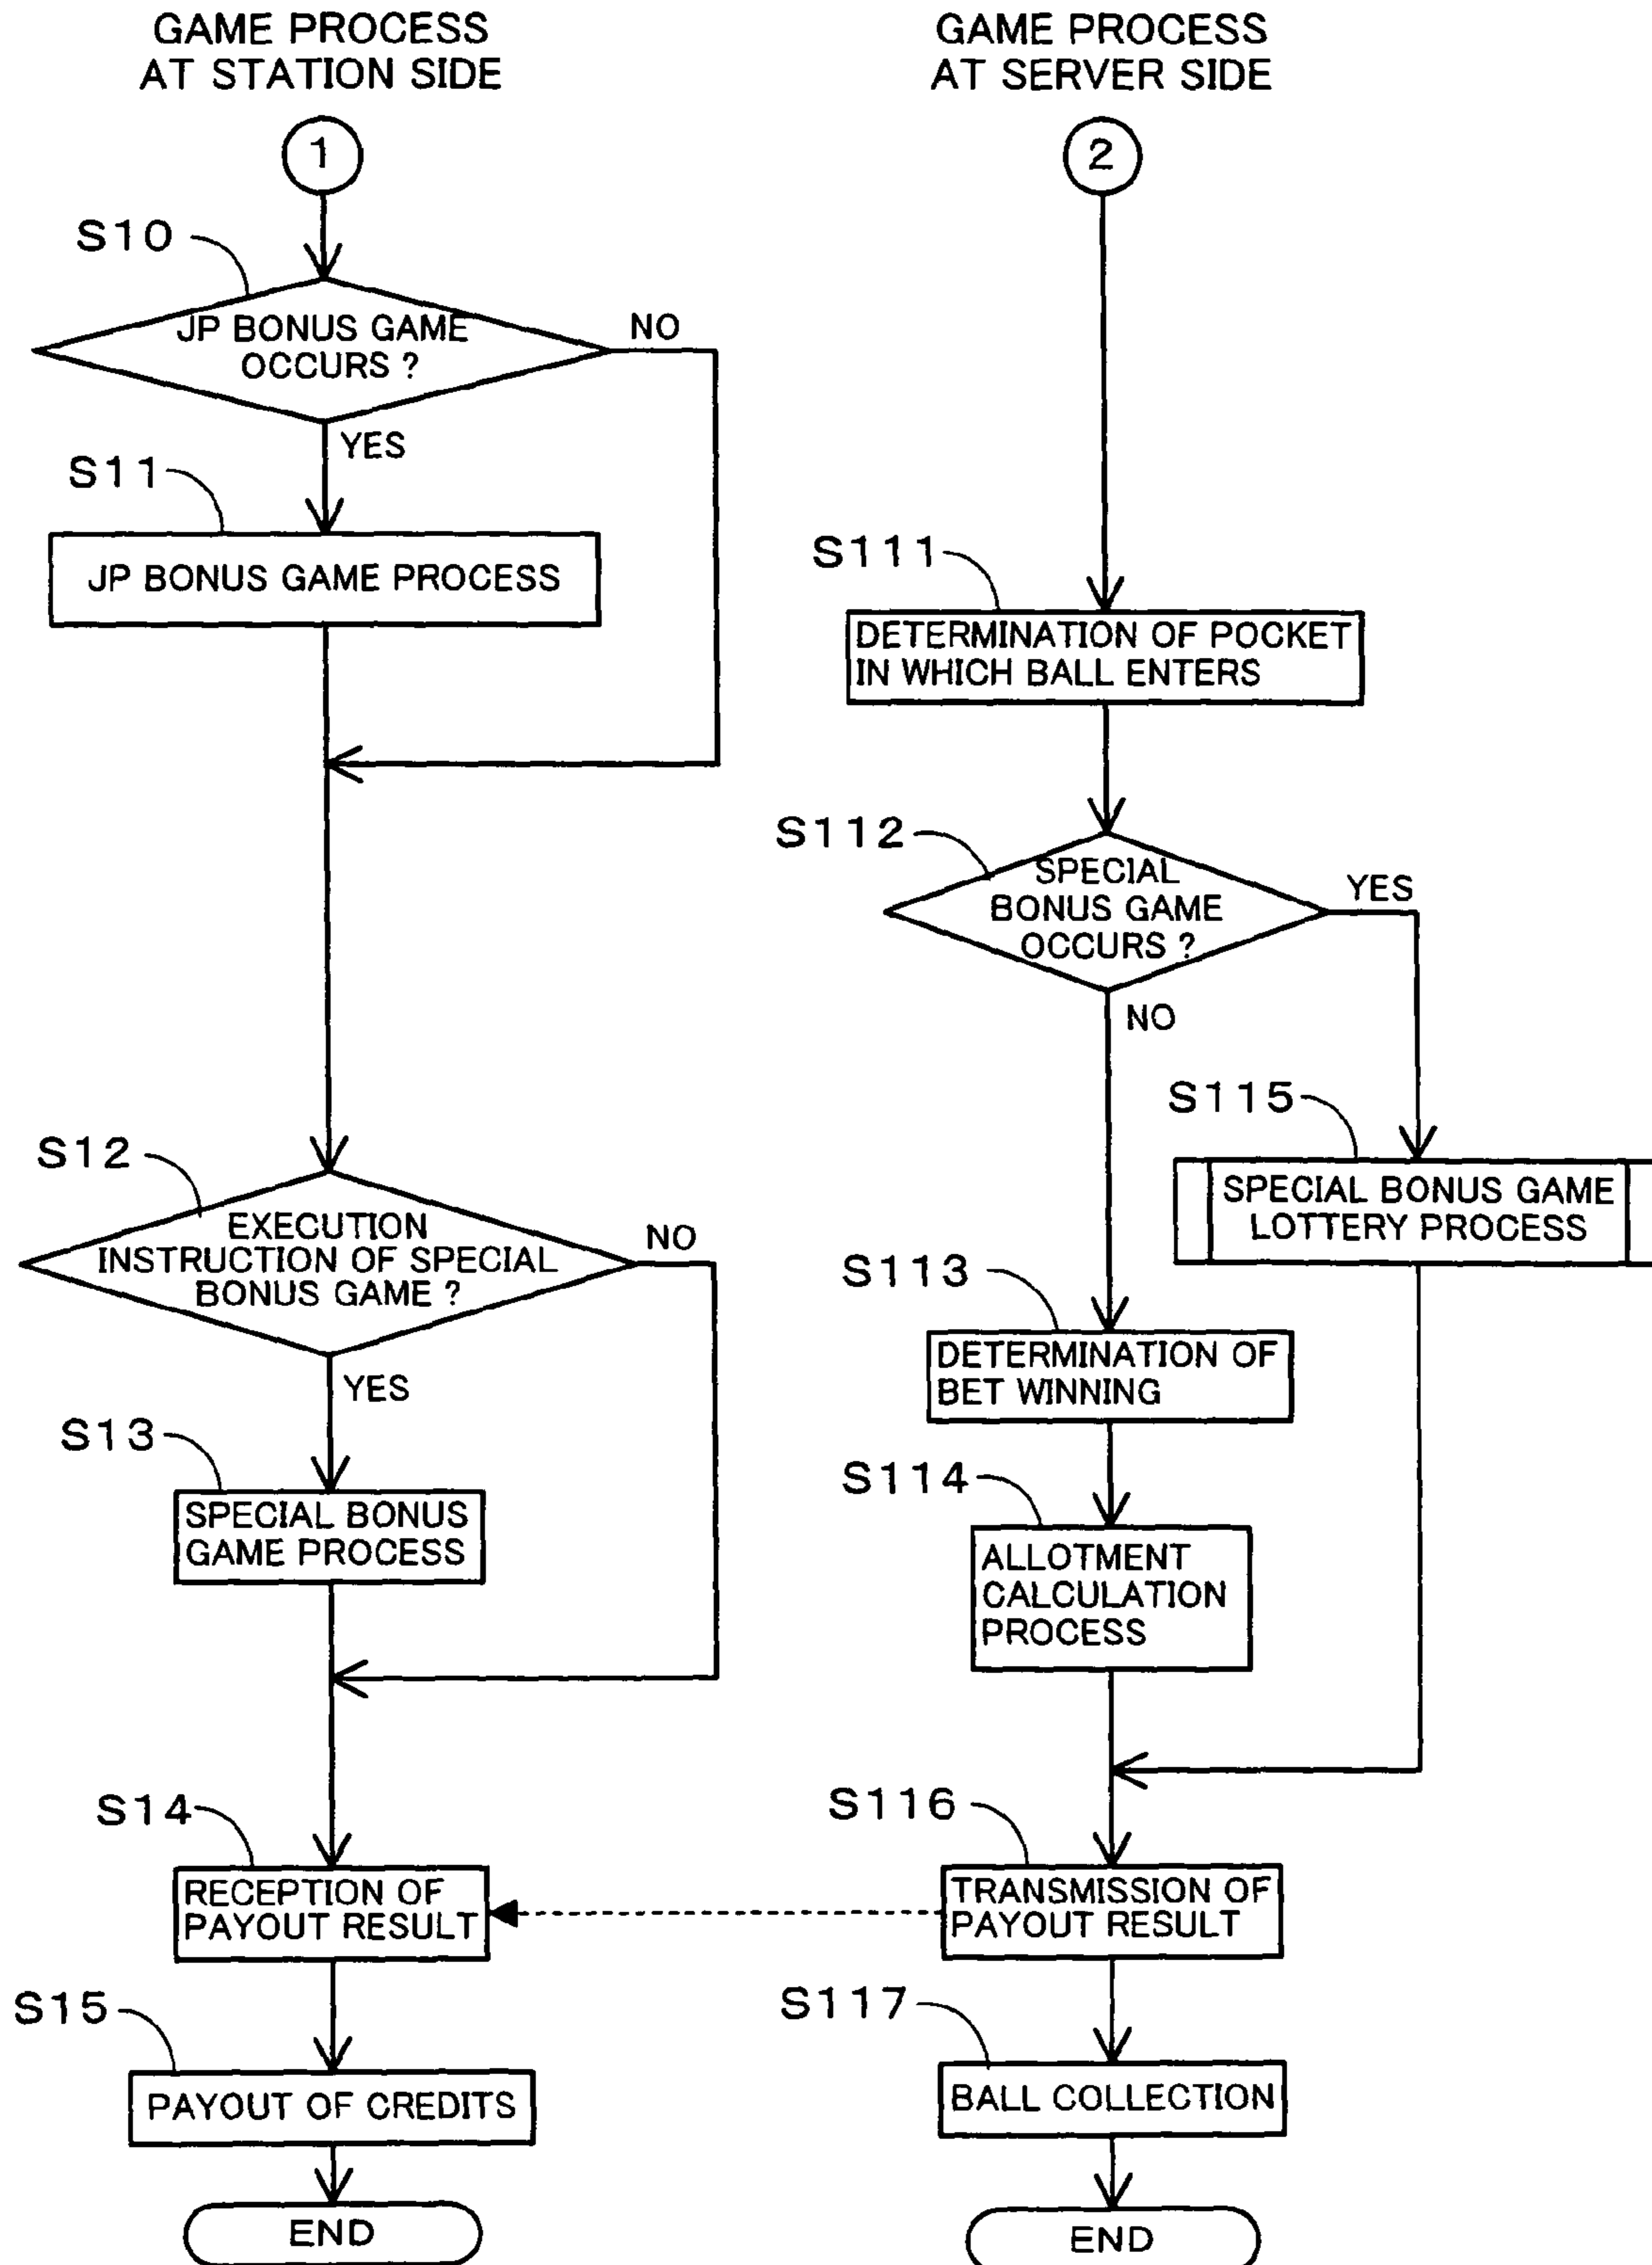 GAME PROCESS
AT STATION SIDE
1
S10
JP BONUS GAME
OCCURS ?
NO
YES
S11
JP BONUS GAME PROCESS
S12
EXECUTION
INSTRUCTION OF SPECIAL
BONUS GAME ?
NO
YES
S13
SPECIAL BONUS
GAME PROCESS
S14
RECEPTION OF
PAYOUT RESULT
S15
PAYOUT OF CREDITS
END
GAME PROCESS
AT SERVER SIDE
2
S111
DETERMINATION OF POCKET
IN WHICH BALL ENTERS
S112
SPECIAL
BONUS GAME
OCCURS ?
YES
NO
S115
SPECIAL BONUS GAME
LOTTERY PROCESS
S113
DETERMINATION OF
BET WINNING
S114
ALLOTMENT
CALCULATION
PROCESS
S116
TRANSMISSION OF
PAYOUT RESULT
S117
BALL COLLECTION
END